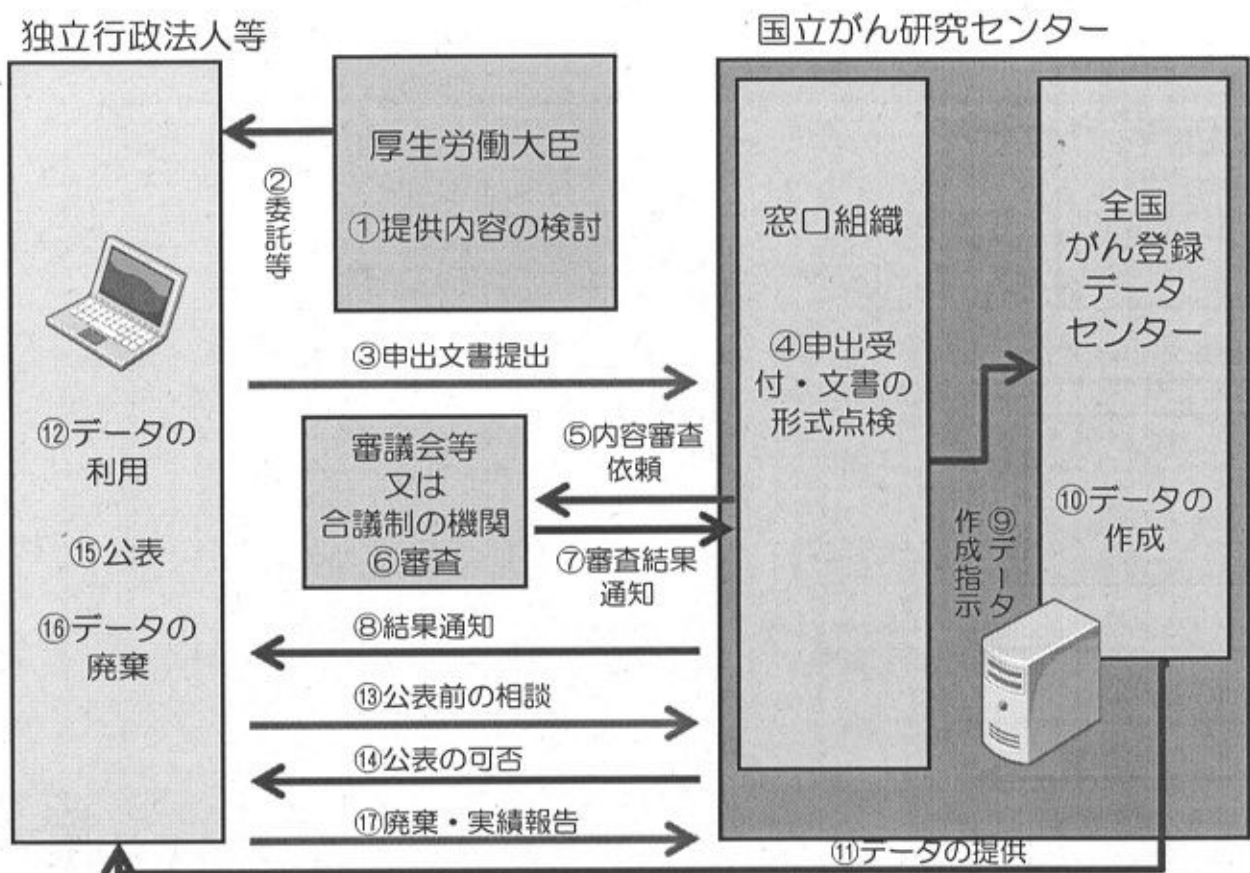 独立行政法人等
国立がん研究センター
厚生労働大臣
①提供内容の検討
②委託等
窓口組織
全国
がん登録
データ
センター
③申出文書提出
④申出受
付・文書の
形式点検
⑫データの
利用
審議会等
又は
合議制の機関
⑥審査
⑤内容審査
依頼
⑦審査結果
通知
⑨データ
作成指示
⑩データの
作成
⑮公表
⑧結果通知
⑯データの
廃棄
⑬公表前の相談
⑭公表の可否
⑰廃棄・実績報告
⑪データの提供